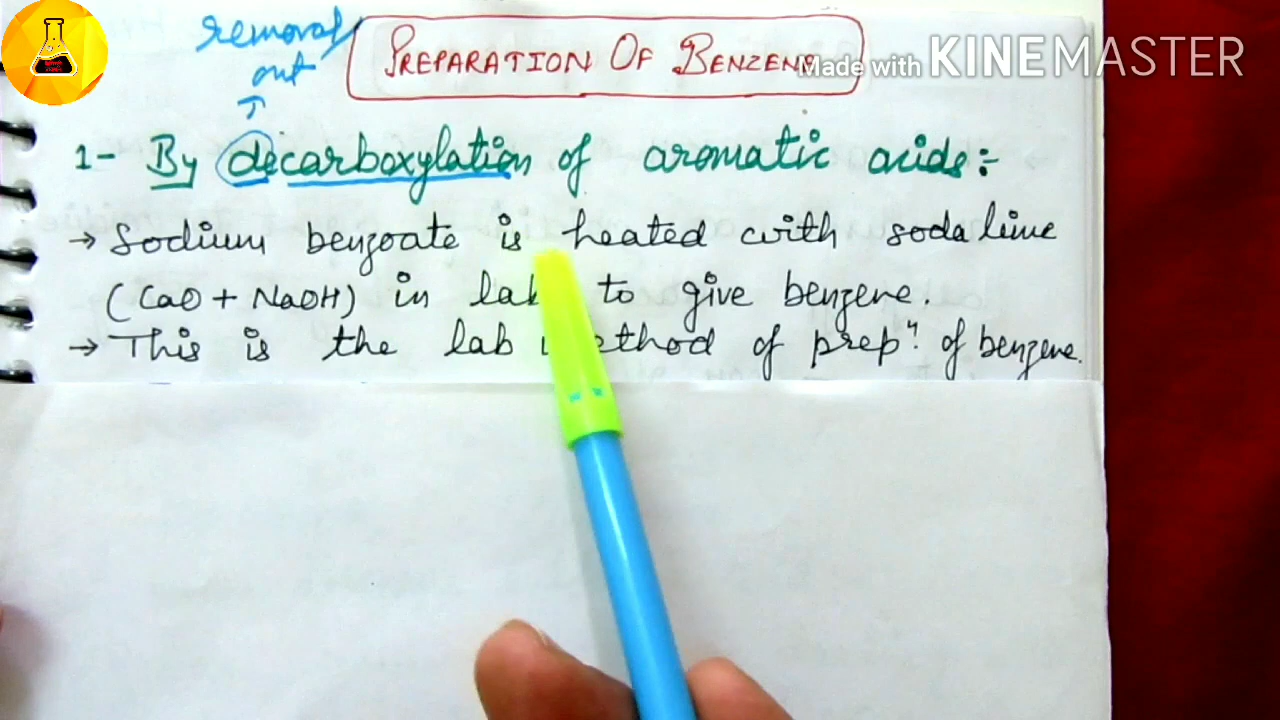 removal
out
PREPARATION OF BENZENE
Made with KINEMASTER
1- By decarboxylation of aromatic acids:-
→ Sodium benzoate is heated with soda lime
(CaO + NaOH) in lab to give benzene.
→ This is the lab method of prepⁿ. of benzene.